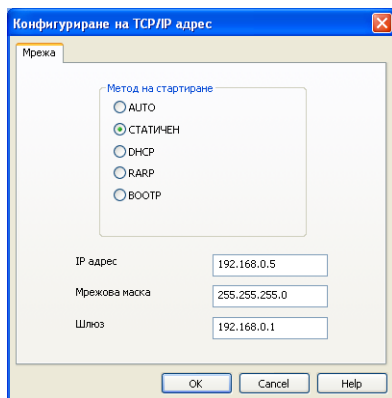 Конфигуриране на TCP/IP адрес
Мрежа
Метод на стартиране
AUTO
СТАТИЧЕН
DHCP
RARP
BOOTP
IP адрес 192.168.0.5
Мрежова маска 255.255.255.0
Шлюз 192.168.0.1
OK Cancel Help